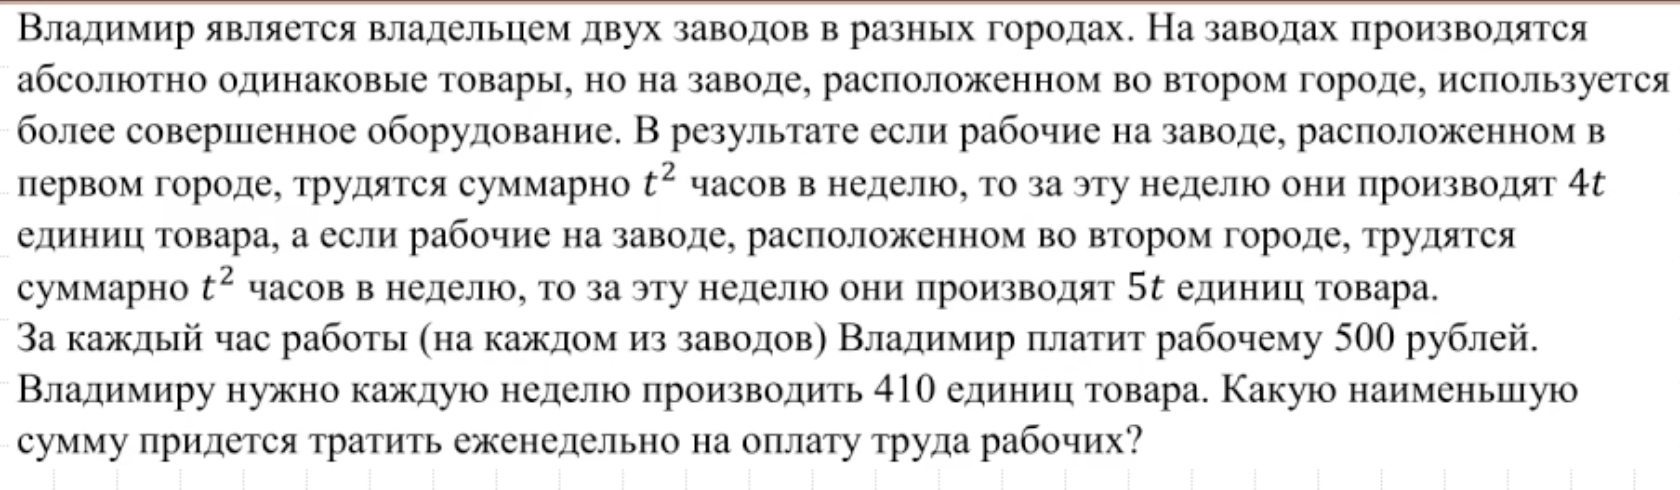 Владимир является владельцем двух заводов в разных городах. На заводах производятся
абсолютно одинаковые товары, но на заводе, расположенном во втором городе, используется
более совершенное оборудование. В результате если рабочие на заводе, расположенном в
первом городе, трудятся суммарно t² часов в неделю, то за эту неделю они производят 4t
единиц товара, а если рабочие на заводе, расположенном во втором городе, трудятся
суммарно t² часов в неделю, то за эту неделю они производят 5t единиц товара.
За каждый час работы (на каждом из заводов) Владимир платит рабочему 500 рублей.
Владимиру нужно каждую неделю производить 410 единиц товара. Какую наименьшую
сумму придется тратить еженедельно на оплату труда рабочих?